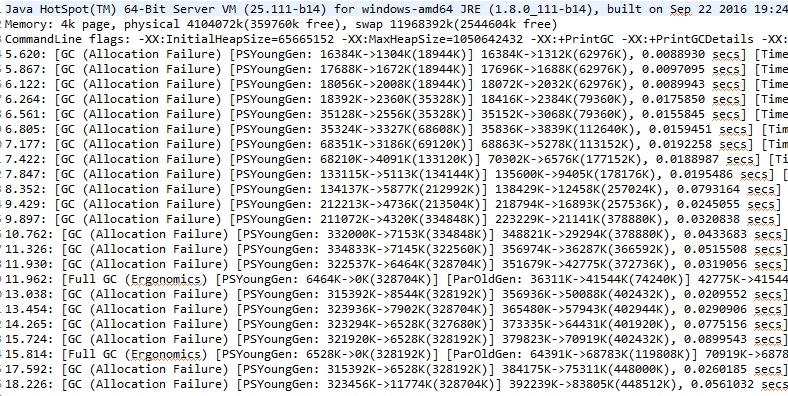 Java HotSpot(TM) 64-Bit Server VM (25.111-b14) for windows-amd64 JRE (1.8.0_111-b14), built on Sep 22 2016 19:24
Memory: 4k page, physical 4104072k(359760k free), swap 11968392k(2544604k free)
CommandLine flags: -XX:InitialHeapSize=65665152 -XX:MaxHeapSize=1050642432 -XX:+PrintGC -XX:+PrintGCDetails -XX:
5.620: [GC (Allocation Failure) [PSYoungGen: 16384K->1304K(18944K)] 16384K->1312K(62976K), 0.0088930 secs] [Time
5.867: [GC (Allocation Failure) [PSYoungGen: 17688K->1672K(18944K)] 17696K->1688K(62976K), 0.0097095 secs] [Time
6.122: [GC (Allocation Failure) [PSYoungGen: 18056K->2008K(18944K)] 18072K->2032K(62976K), 0.0089943 secs] [Time
6.264: [GC (Allocation Failure) [PSYoungGen: 18392K->2360K(35328K)] 18416K->2384K(79360K), 0.0175850 secs] [Time
6.561: [GC (Allocation Failure) [PSYoungGen: 35128K->2556K(35328K)] 35152K->3068K(79360K), 0.0155845 secs] [Time
6.805: [GC (Allocation Failure) [PSYoungGen: 35324K->3327K(68608K)] 35836K->3839K(112640K), 0.0159451 secs] [Tim
7.177: [GC (Allocation Failure) [PSYoungGen: 68351K->3186K(69120K)] 68863K->5278K(113152K), 0.0192258 secs] [Tim
7.422: [GC (Allocation Failure) [PSYoungGen: 68210K->4091K(133120K)] 70302K->6576K(177152K), 0.0188987 secs] [Ti
7.847: [GC (Allocation Failure) [PSYoungGen: 133115K->5113K(134144K)] 135600K->9405K(178176K), 0.0195486 secs] [
8.352: [GC (Allocation Failure) [PSYoungGen: 134137K->5877K(212992K)] 138429K->12458K(257024K), 0.0793164 secs]
9.429: [GC (Allocation Failure) [PSYoungGen: 212213K->4736K(213504K)] 218794K->16893K(257536K), 0.0245055 secs]
9.897: [GC (Allocation Failure) [PSYoungGen: 211072K->4320K(334848K)] 223229K->21141K(378880K), 0.0320838 secs]
10.762: [GC (Allocation Failure) [PSYoungGen: 332000K->7153K(334848K)] 348821K->29294K(378880K), 0.0433683 secs]
11.326: [GC (Allocation Failure) [PSYoungGen: 334833K->7145K(322560K)] 356974K->36287K(366592K), 0.0515508 secs]
11.930: [GC (Allocation Failure) [PSYoungGen: 322537K->6464K(328704K)] 351679K->42775K(372736K), 0.0319056 secs]
11.962: [Full GC (Ergonomics) [PSYoungGen: 6464K->0K(328704K)] [ParOldGen: 36311K->41544K(74240K)] 42775K->41544
13.038: [GC (Allocation Failure) [PSYoungGen: 315392K->8544K(328192K)] 356936K->50088K(402432K), 0.0209552 secs]
13.454: [GC (Allocation Failure) [PSYoungGen: 323936K->7902K(328704K)] 365480K->57943K(402944K), 0.0290906 secs]
14.265: [GC (Allocation Failure) [PSYoungGen: 323294K->6528K(327680K)] 373335K->64431K(401920K), 0.0775156 secs]
15.724: [GC (Allocation Failure) [PSYoungGen: 321920K->6528K(328192K)] 379823K->70919K(402432K), 0.0899543 secs]
15.814: [Full GC (Ergonomics) [PSYoungGen: 6528K->0K(328192K)] [ParOldGen: 64391K->68783K(119808K)] 70919K->6878
17.592: [GC (Allocation Failure) [PSYoungGen: 315392K->6528K(328192K)] 384175K->75311K(448000K), 0.0260185 secs]
18.226: [GC (Allocation Failure) [PSYoungGen: 323456K->11774K(328704K)] 392239K->83805K(448512K), 0.0561032 secs